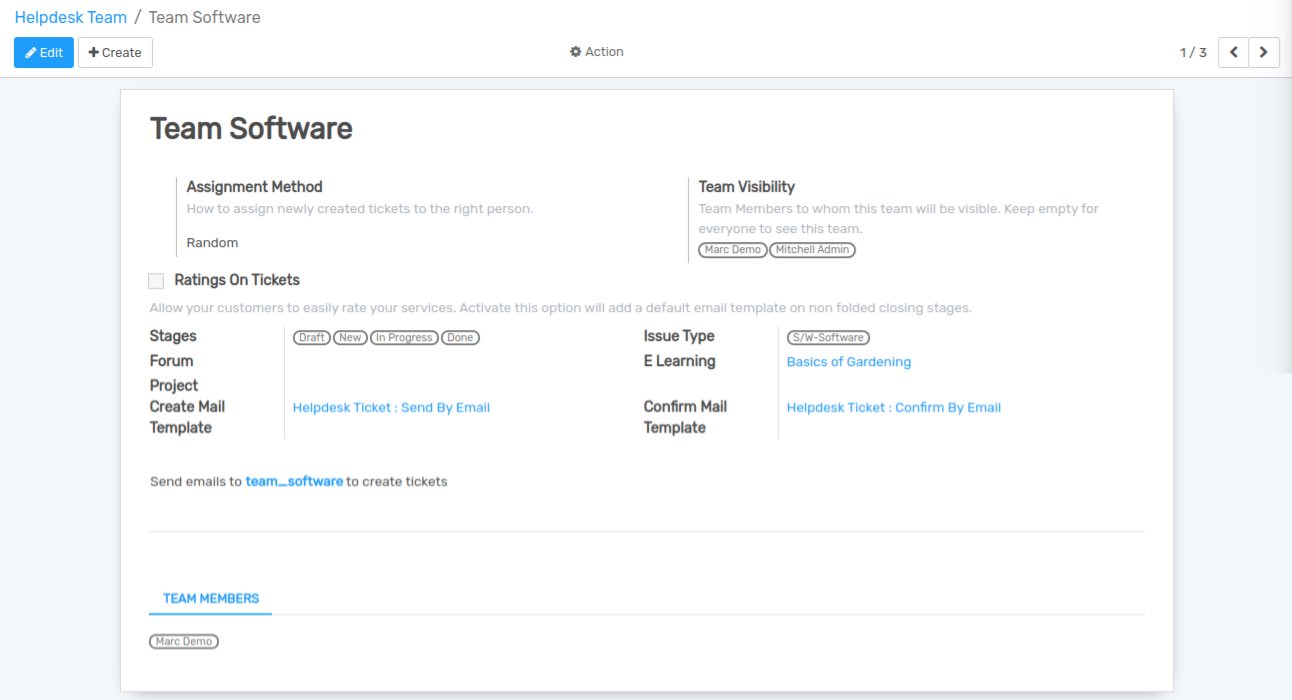 Helpdesk Team / Team Software
Edit Create Action 1 / 3
Team Software
Assignment Method
How to assign newly created tickets to the right person.
Random
Team Visibility
Team Members to whom this team will be visible. Keep empty for
everyone to see this team.
Marc Demo Mitchell Admin
Ratings On Tickets
Allow your customers to easily rate your services. Activate this option will add a default email template on non folded closing stages.
Stages Draft New In Progress Done
Forum
Project
Create Mail Helpdesk Ticket : Send By Email
Template
Issue Type S/W-Software
E Learning Basics of Gardening
Confirm Mail Helpdesk Ticket : Confirm By Email
Template
Send emails to team_software to create tickets
TEAM MEMBERS
Marc Demo